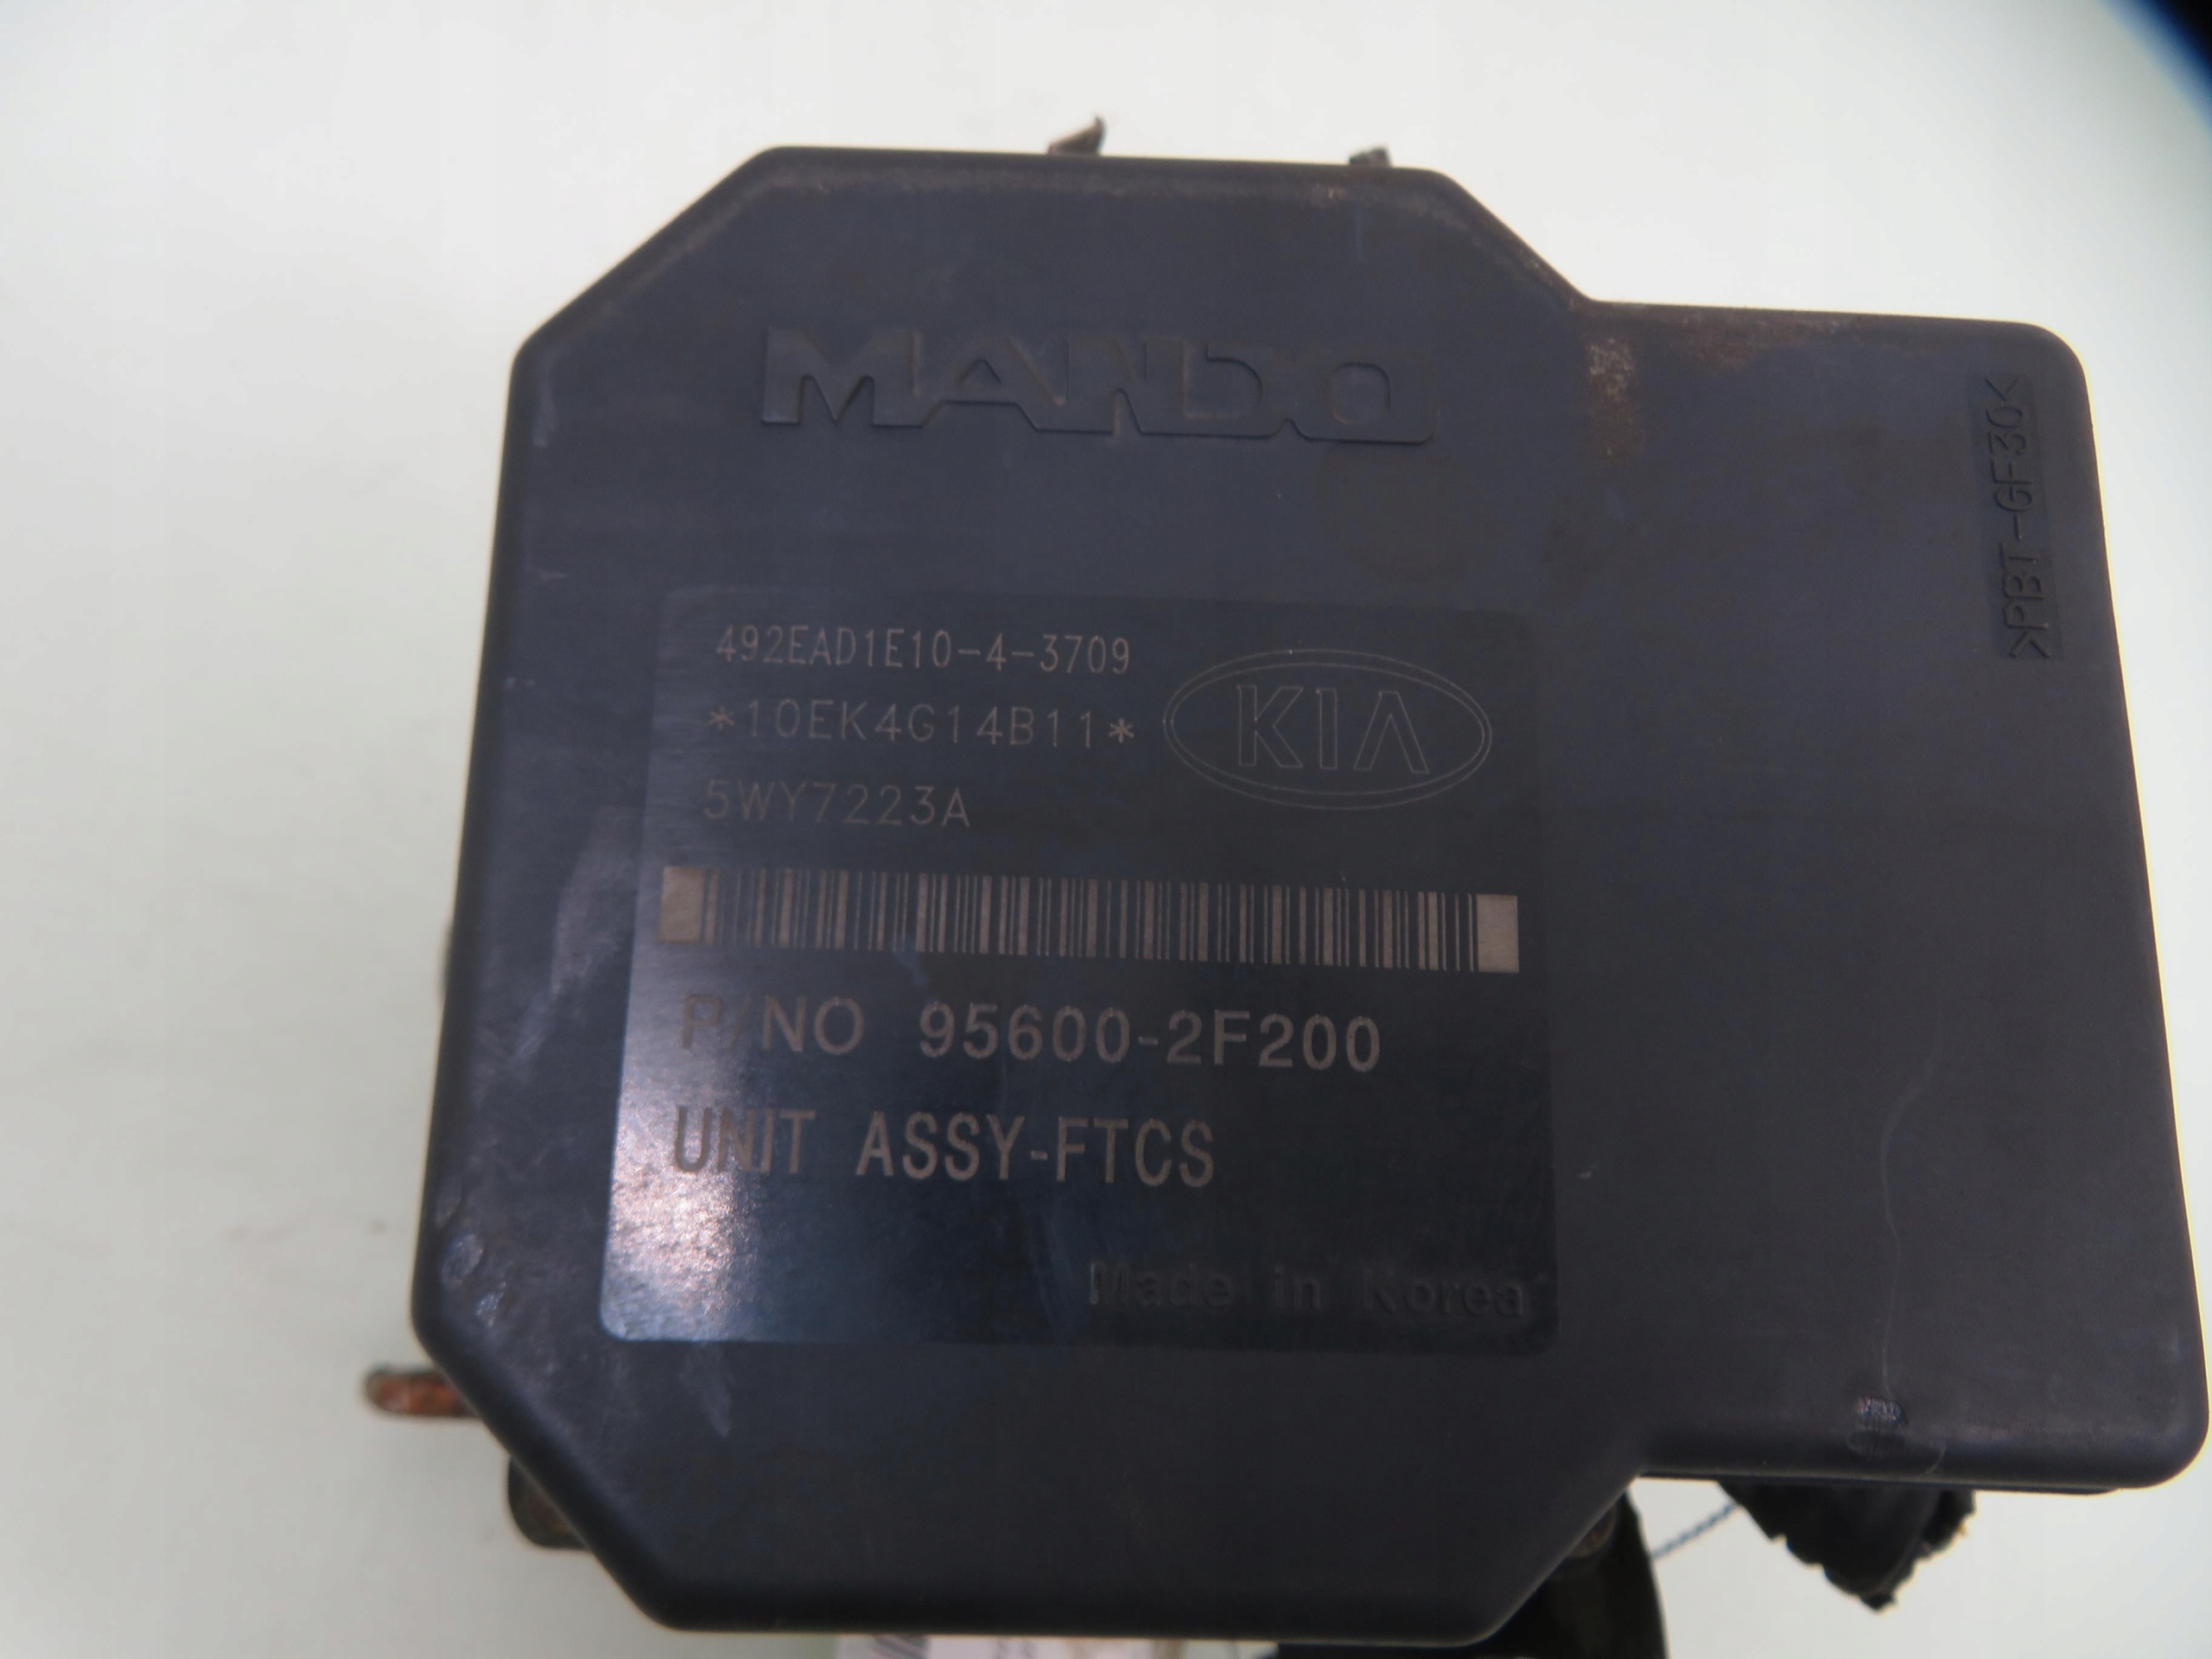 MANDO
>PBT-GF30<
492EAD1E10-4-3709
*10EK4G14B11*
KIA
5WY7223A
P/NO 95600-2F200
UNIT ASSY-FTCS
Made in Korea